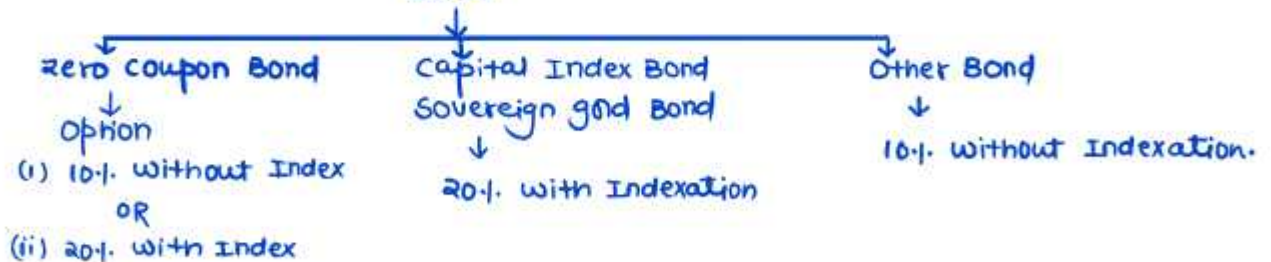 zero coupon Bond
Option
(i) 10%. without Index
OR
(ii) 20%. with Index
Capital Index Bond
Sovereign gold Bond
20%. with Indexation
Other Bond
10%. without Indexation.